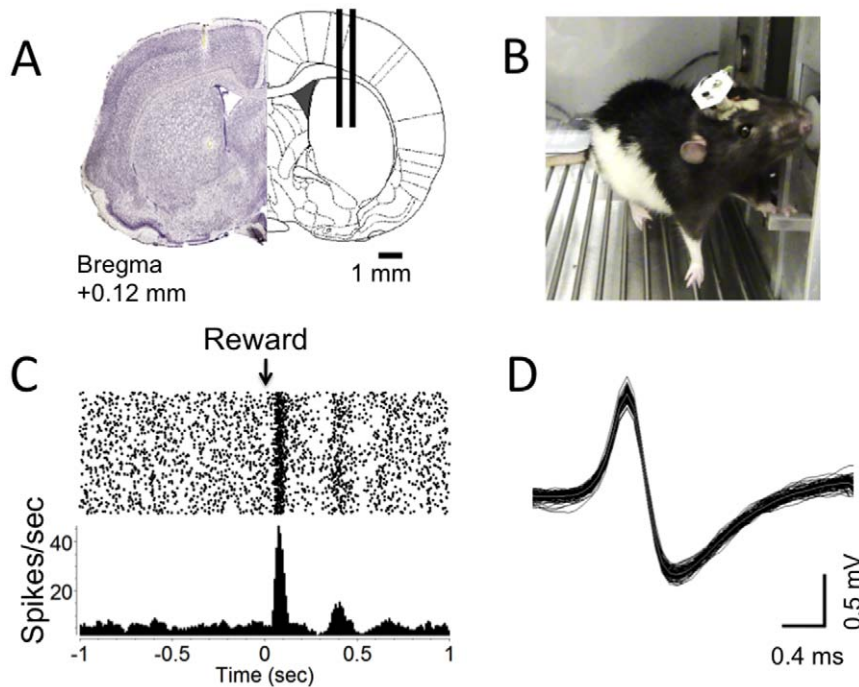 A
Bregma
+0.12 mm
1 mm
B
Reward
C
Spikes/sec
40
20
-1
-0.5
0
0.5
1
Time (sec)
D
0.5 mV
0.4 ms